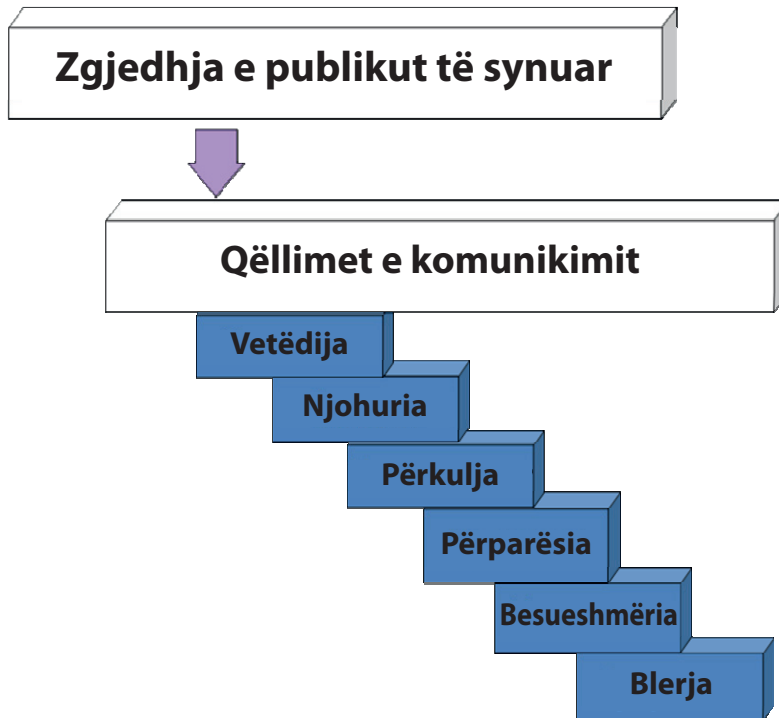 Zgjedhja e publikut të synuar
Qëllimet e komunikimit
Vetëdija
Njohuria
Përkulja
Përparësia
Besueshmëria
Blerja